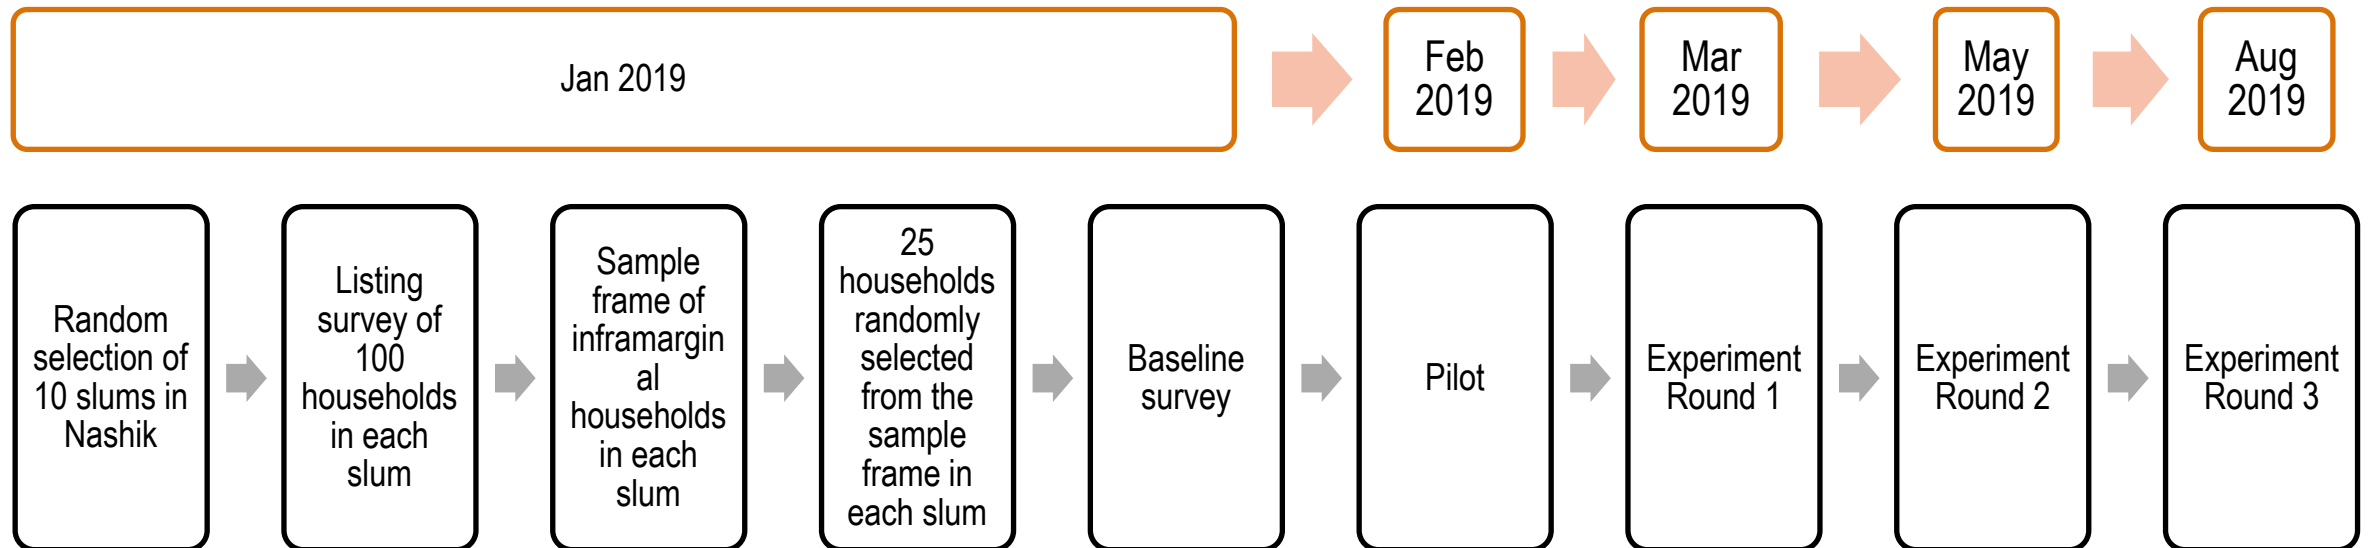 Jan 2019
Feb
2019
Mar
2019
May
2019
Aug
2019
Random
selection of
10 slums in
Nashik
Listing
survey of
100
households
in each
slum
Sample
frame of
inframargin
al
households
in each
slum
25
households
randomly
selected
from the
sample
frame in
each slum
Baseline
survey
Pilot
Experiment
Round 1
Experiment
Round 2
Experiment
Round 3